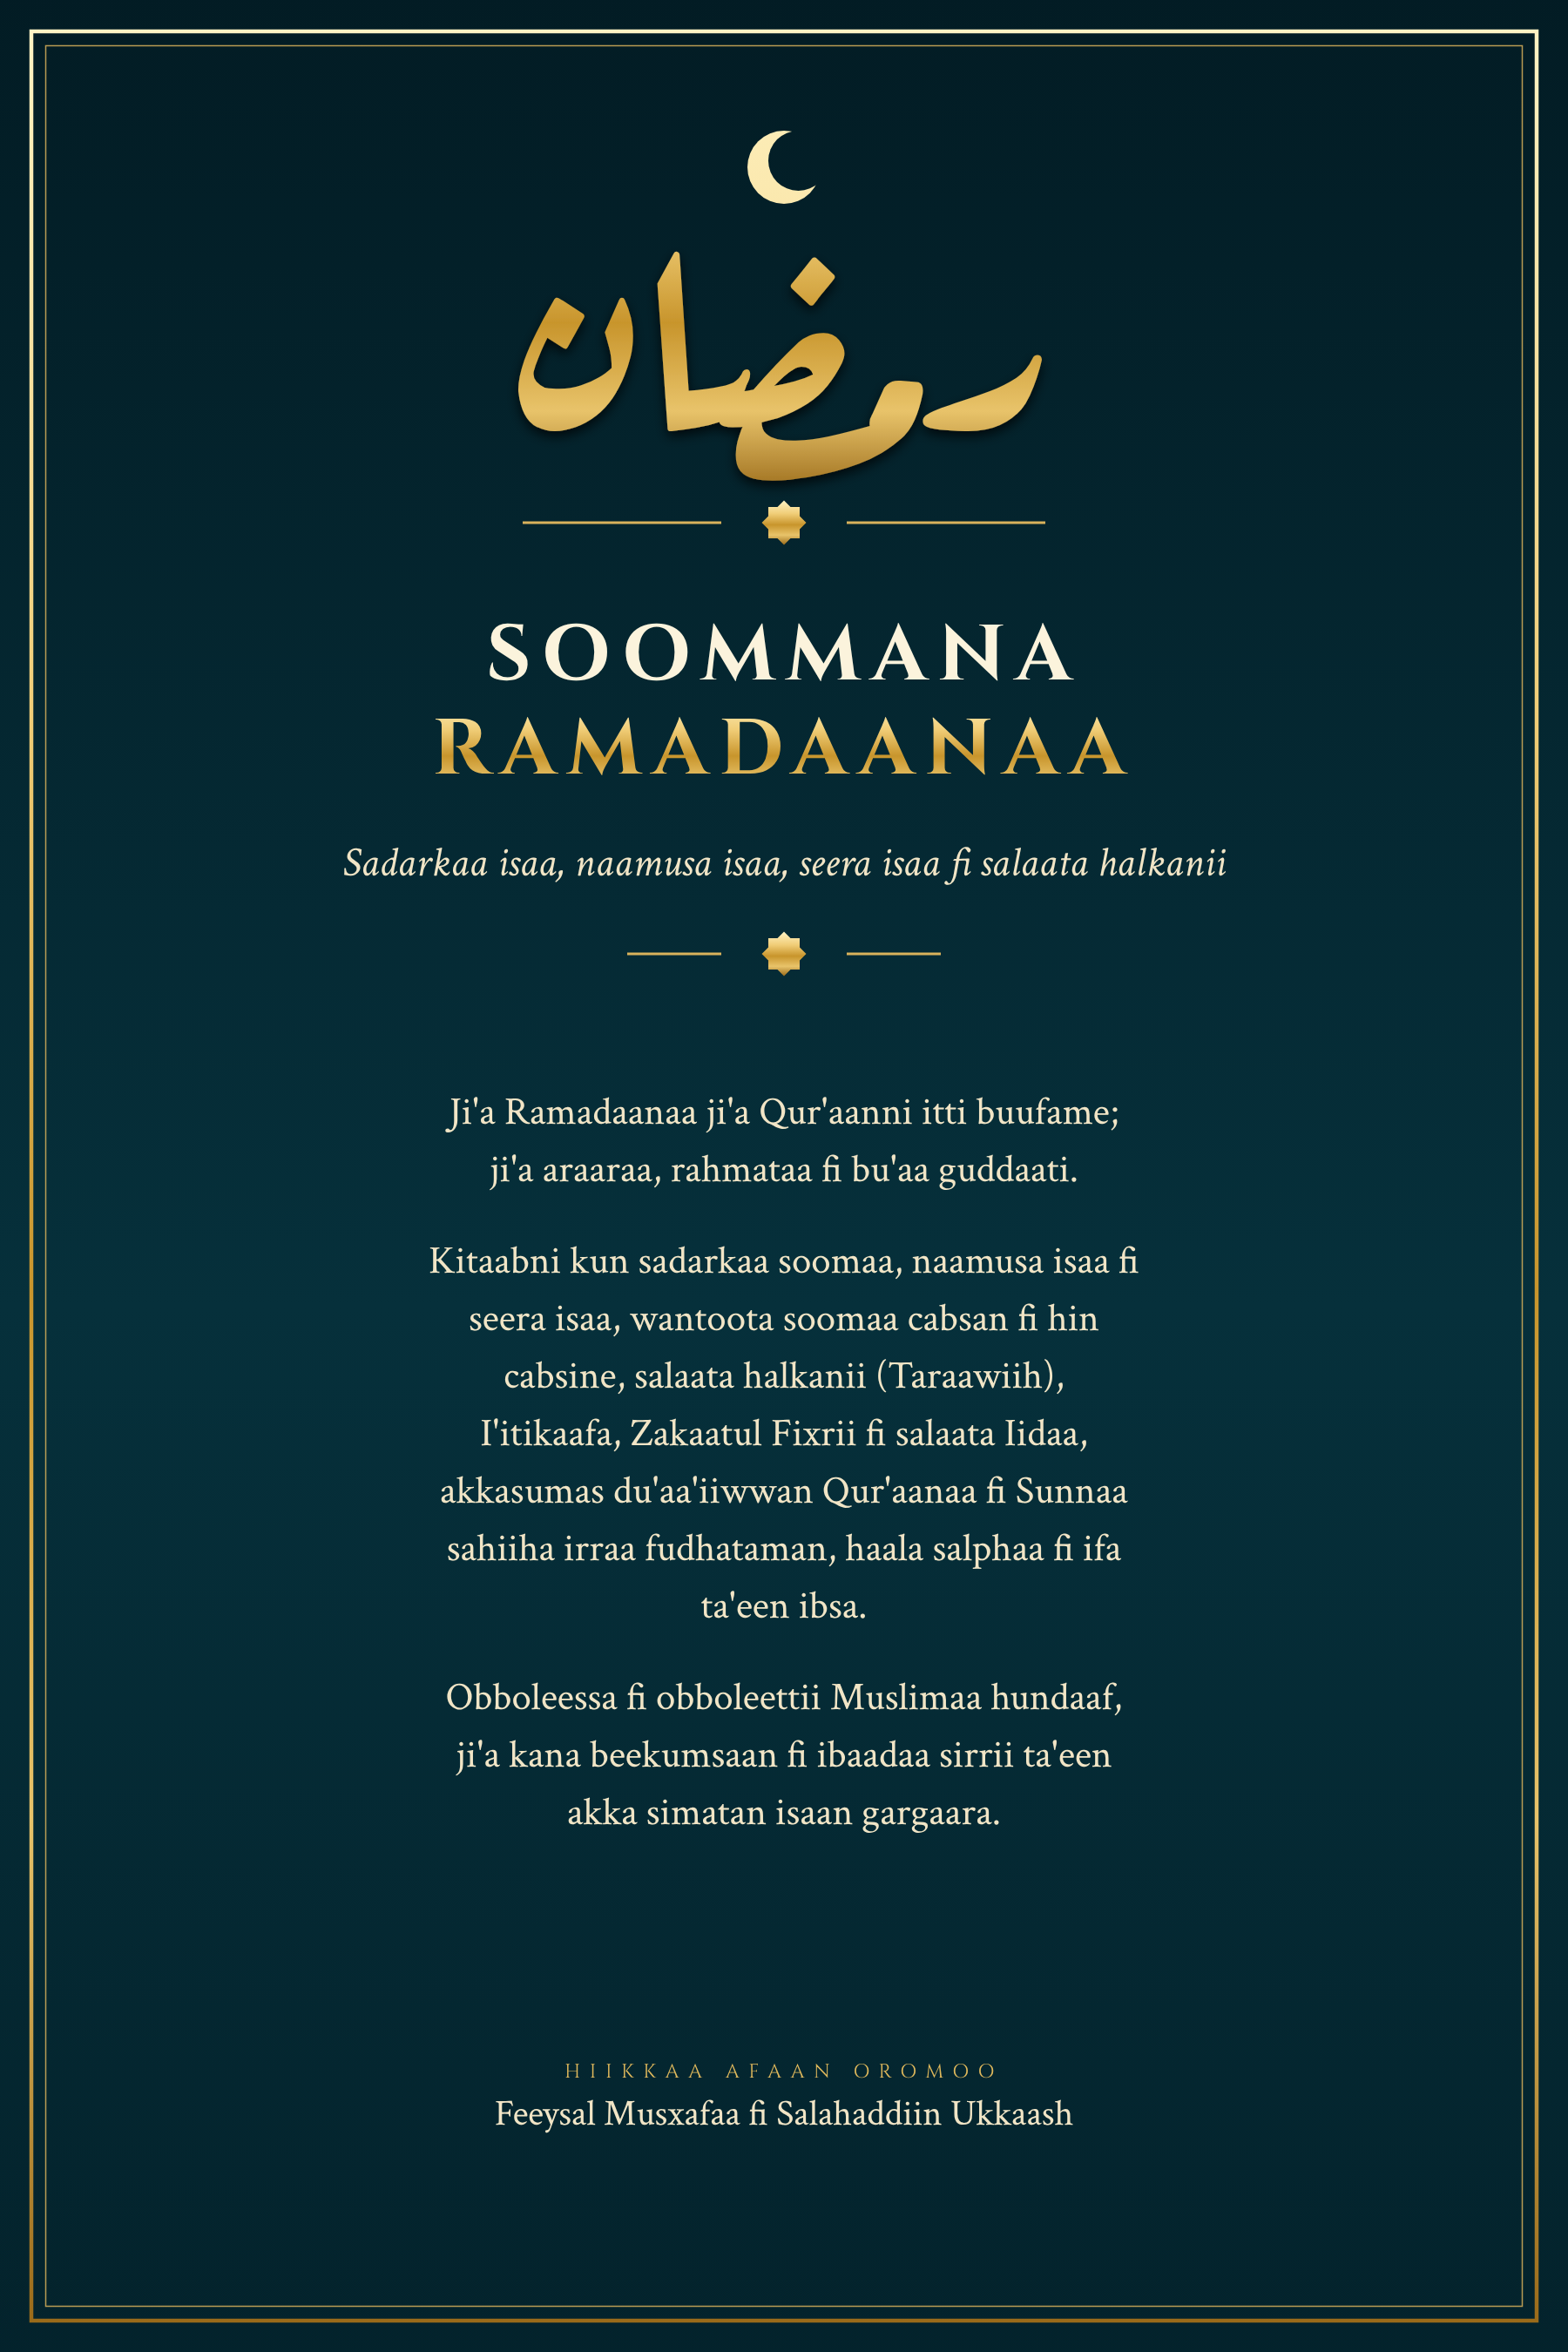 رمضان
SOOMMANA
RAMADAANAA
Sadarkaa isaa, naamusa isaa, seera isaa fi salaata halkanii
Ji'a Ramadaanaa ji'a Qur'aanni itti buufame;
ji'a araaraa, rahmataa fi bu'aa guddaati.
Kitaabni kun sadarkaa soomaa, naamusa isaa fi
seera isaa, wantoota soomaa cabsan fi hin
cabsine, salaata halkanii (Taraawiih),
I'itikaafa, Zakaatul Fixrii fi salaata Iidaa,
akkasumas du'aa'iiwwan Qur'aanaa fi Sunnaa
sahiiha irraa fudhataman, haala salphaa fi ifa
ta'een ibsa.
Obboleessa fi obboleettii Muslimaa hundaaf,
ji'a kana beekumsaan fi ibaadaa sirrii ta'een
akka simatan isaan gargaara.
HIIKKAA AFAAN OROMOO
Feeysal Musxafaa fi Salahaddiin Ukkaash